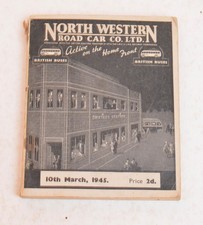 NORTH WESTERN
ROAD CAR CO. LTD.
Active on the Home Front
BRITISH BUSES
BRITISH BUSES
10th March, 1945. Price 2d.